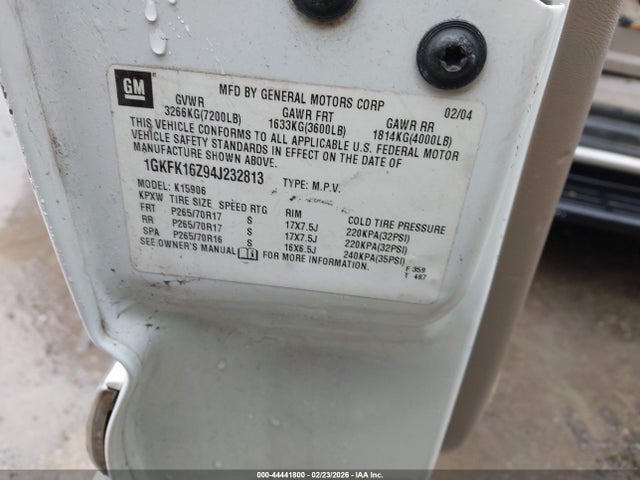 GM
MFD BY GENERAL MOTORS CORP 02/04
GVWR GAWR FRT GAWR RR
3266KG(7200LB) 1633KG(3600LB) 1814KG(4000LB)
THIS VEHICLE CONFORMS TO ALL APPLICABLE U.S. FEDERAL MOTOR
VEHICLE SAFETY STANDARDS IN EFFECT ON THE DATE OF
MANUFACTURE SHOWN ABOVE.
1GKFK16Z94J232813 TYPE: M.P.V.
MODEL: K15906
KPXW TIRE SIZE SPEED RTG RIM COLD TIRE PRESSURE
FRT P265/70R17 S 17X7.5J 220KPA(32PSI)
RR P265/70R17 S 17X7.5J 220KPA(32PSI)
SPA P265/70R16 S 16X6.5J 240KPA(35PSI)
SEE OWNER'S MANUAL FOR MORE INFORMATION.
F 359
T 487
000-44441800 | 02/23/2026 | IAA, Inc.